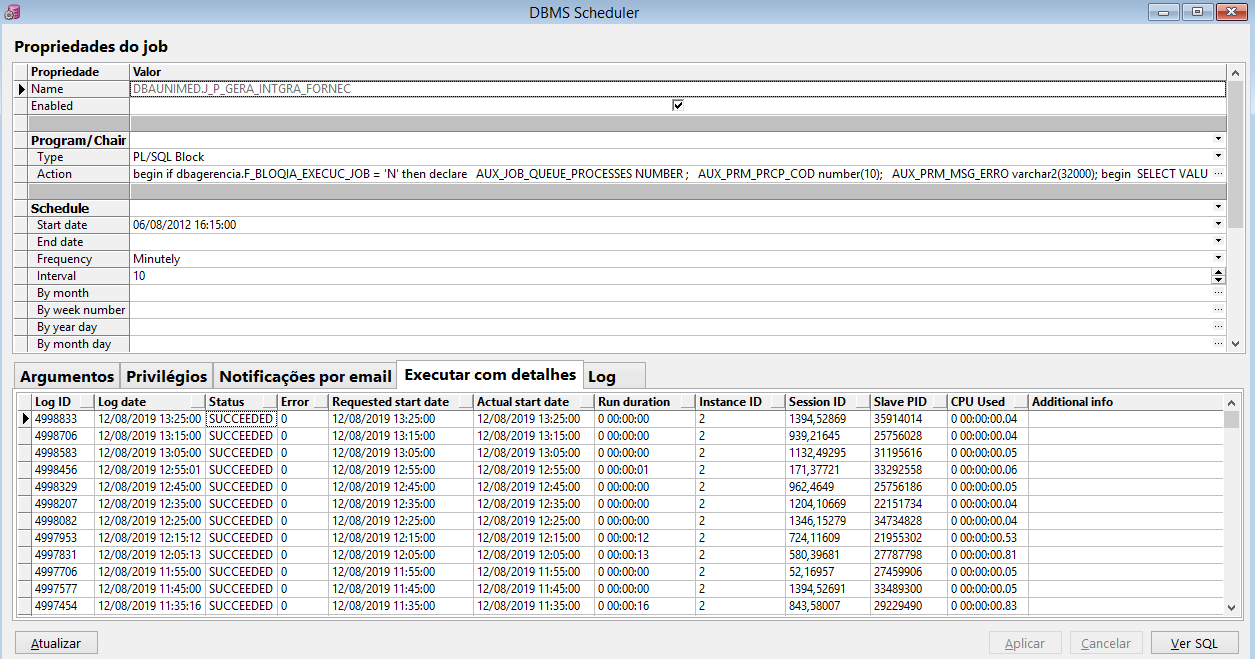 DBMS Scheduler
Propriedades do job
Propriedade Valor
Name DBAUNIMED.J_P_GERA_INTGRA_FORNEC
Enabled
Program/Chair
Type PL/SQL Block
Action begin if dbagerencia.F_BLOQIA_EXECUC_JOB = 'N' then declare AUX_JOB_QUEUE_PROCESSES NUMBER ; AUX_PRM_PRCP_COD number(10); AUX_PRM_MSG_ERRO varchar2(32000); begin SELECT VALU ...
Schedule
Start date 06/08/2012 16:15:00
End date
Frequency Minutely
Interval 10
By month ...
By week number ...
By year day ...
By month day ...
Argumentos Privilégios Notificações por email Executar com detalhes Log
Log ID Log date Status Error Requested start date Actual start date Run duration Instance ID Session ID Slave PID CPU Used Additional info
4998833 12/08/2019 13:25:00 SUCCEEDED 0 12/08/2019 13:25:00 12/08/2019 13:25:00 0 00:00:00 2 1394,52869 35914014 0 00:00:00.04
4998706 12/08/2019 13:15:00 SUCCEEDED 0 12/08/2019 13:15:00 12/08/2019 13:15:00 0 00:00:00 2 939,21645 25756028 0 00:00:00.04
4998583 12/08/2019 13:05:00 SUCCEEDED 0 12/08/2019 13:05:00 12/08/2019 13:05:00 0 00:00:00 2 1132,49295 31195616 0 00:00:00.05
4998456 12/08/2019 12:55:01 SUCCEEDED 0 12/08/2019 12:55:00 12/08/2019 12:55:00 0 00:00:01 2 171,37721 33292558 0 00:00:00.06
4998329 12/08/2019 12:45:00 SUCCEEDED 0 12/08/2019 12:45:00 12/08/2019 12:45:00 0 00:00:00 2 962,4649 25756186 0 00:00:00.05
4998207 12/08/2019 12:35:00 SUCCEEDED 0 12/08/2019 12:35:00 12/08/2019 12:35:00 0 00:00:00 2 1204,10669 22151734 0 00:00:00.04
4998082 12/08/2019 12:25:00 SUCCEEDED 0 12/08/2019 12:25:00 12/08/2019 12:25:00 0 00:00:00 2 1346,15279 34734828 0 00:00:00.04
4997953 12/08/2019 12:15:12 SUCCEEDED 0 12/08/2019 12:15:00 12/08/2019 12:15:00 0 00:00:12 2 724,11609 21955302 0 00:00:00.53
4997831 12/08/2019 12:05:13 SUCCEEDED 0 12/08/2019 12:05:00 12/08/2019 12:05:00 0 00:00:13 2 580,39681 27787798 0 00:00:00.81
4997706 12/08/2019 11:55:00 SUCCEEDED 0 12/08/2019 11:55:00 12/08/2019 11:55:00 0 00:00:00 2 52,16957 27459906 0 00:00:00.05
4997577 12/08/2019 11:45:00 SUCCEEDED 0 12/08/2019 11:45:00 12/08/2019 11:45:00 0 00:00:00 2 1394,52691 33489300 0 00:00:00.05
4997454 12/08/2019 11:35:16 SUCCEEDED 0 12/08/2019 11:35:00 12/08/2019 11:35:00 0 00:00:16 2 843,58007 29229490 0 00:00:00.83
Atualizar Aplicar Cancelar Ver SQL